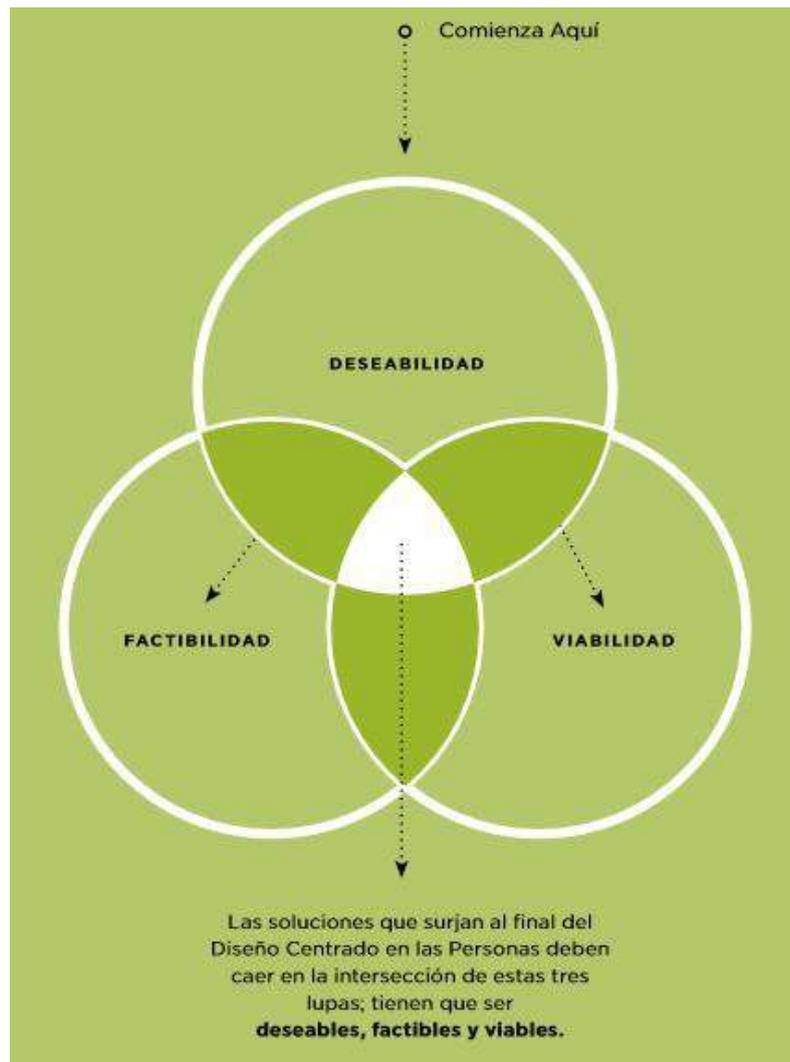 Comienza Aquí
DESEABILIDAD
FACTIBILIDAD
VIABILIDAD
Las soluciones que surjan al final del
Diseño Centrado en las Personas deben
caer en la intersección de estas tres
lupas; tienen que ser
deseables, factibles y viables.